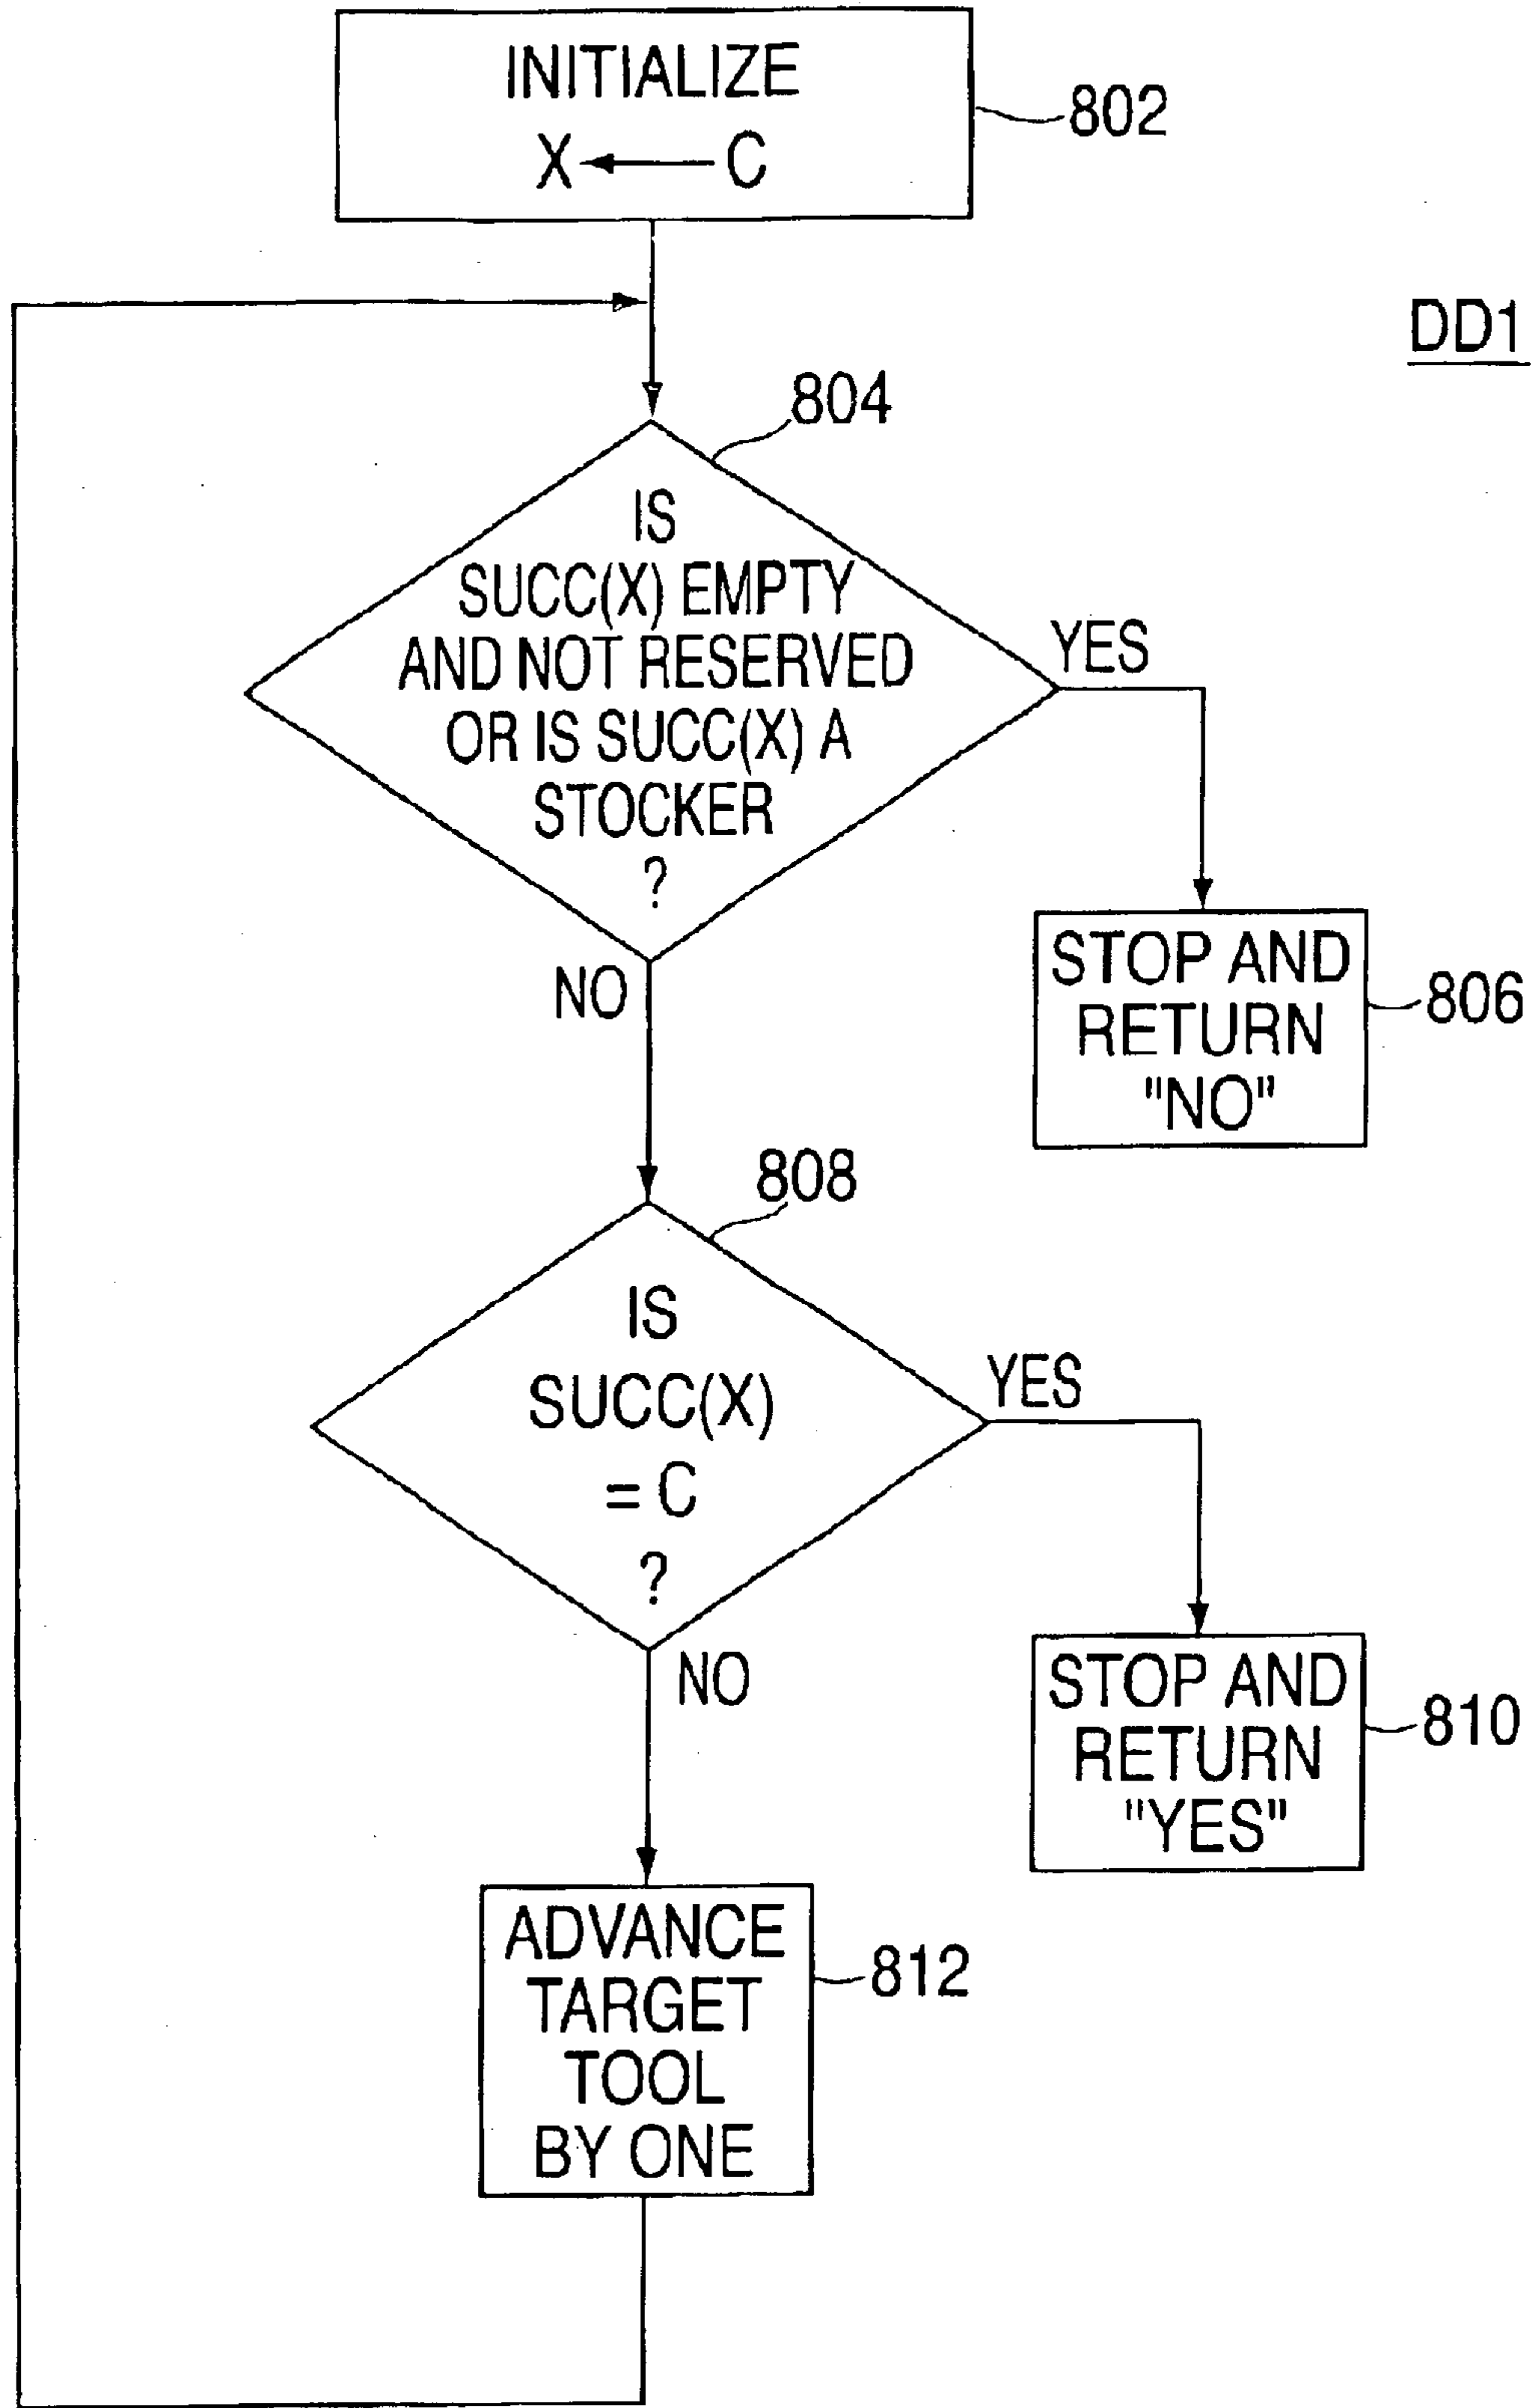 INITIALIZE
X ← C
802
DD1
804
IS
SUCC(X) EMPTY
AND NOT RESERVED
OR IS SUCC(X) A
STOCKER
?
YES
NO
STOP AND
RETURN
"NO"
806
808
IS
SUCC(X)
= C
?
YES
NO
STOP AND
RETURN
"YES"
810
ADVANCE
TARGET
TOOL
BY ONE
812